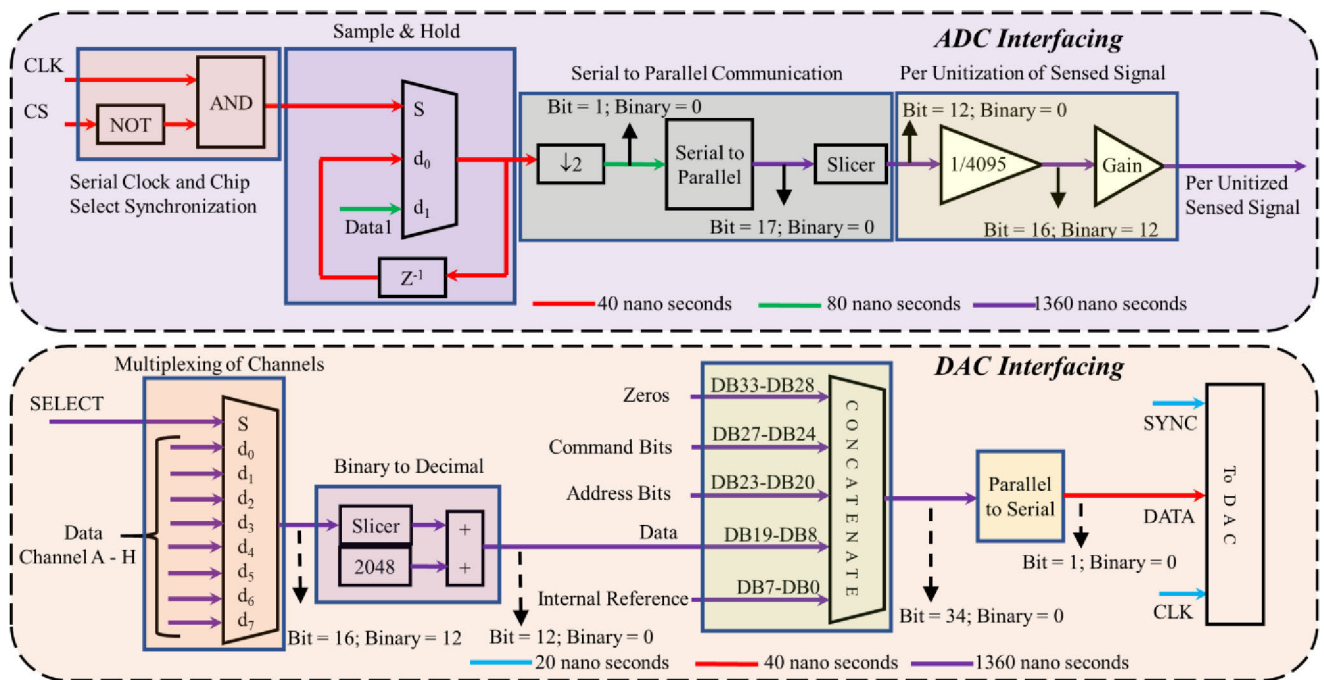 ADC Interfacing
Sample & Hold
Serial to Parallel Communication
Per Unitization of Sensed Signal
CLK
CS
NOT
AND
Serial Clock and Chip
Select Synchronization
S
d0
d1
Data1
Z-1
↓2
Bit = 1; Binary = 0
Serial to
Parallel
Bit = 17; Binary = 0
Slicer
Bit = 12; Binary = 0
1/4095
Bit = 16; Binary = 12
Gain
Per Unitized
Sensed Signal
40 nano seconds
80 nano seconds
1360 nano seconds
DAC Interfacing
Multiplexing of Channels
SELECT
S
d0
d1
d2
d3
d4
d5
d6
d7
Data
Channel A - H
Bit = 16; Binary = 12
Binary to Decimal
Slicer
2048
+
+
Bit = 12; Binary = 0
Zeros
DB33-DB28
Command Bits
DB27-DB24
Address Bits
DB23-DB20
Data
DB19-DB8
Internal Reference
DB7-DB0
CONCATENATE
Bit = 34; Binary = 0
Parallel
to Serial
Bit = 1; Binary = 0
SYNC
DATA
CLK
To DAC
20 nano seconds
40 nano seconds
1360 nano seconds